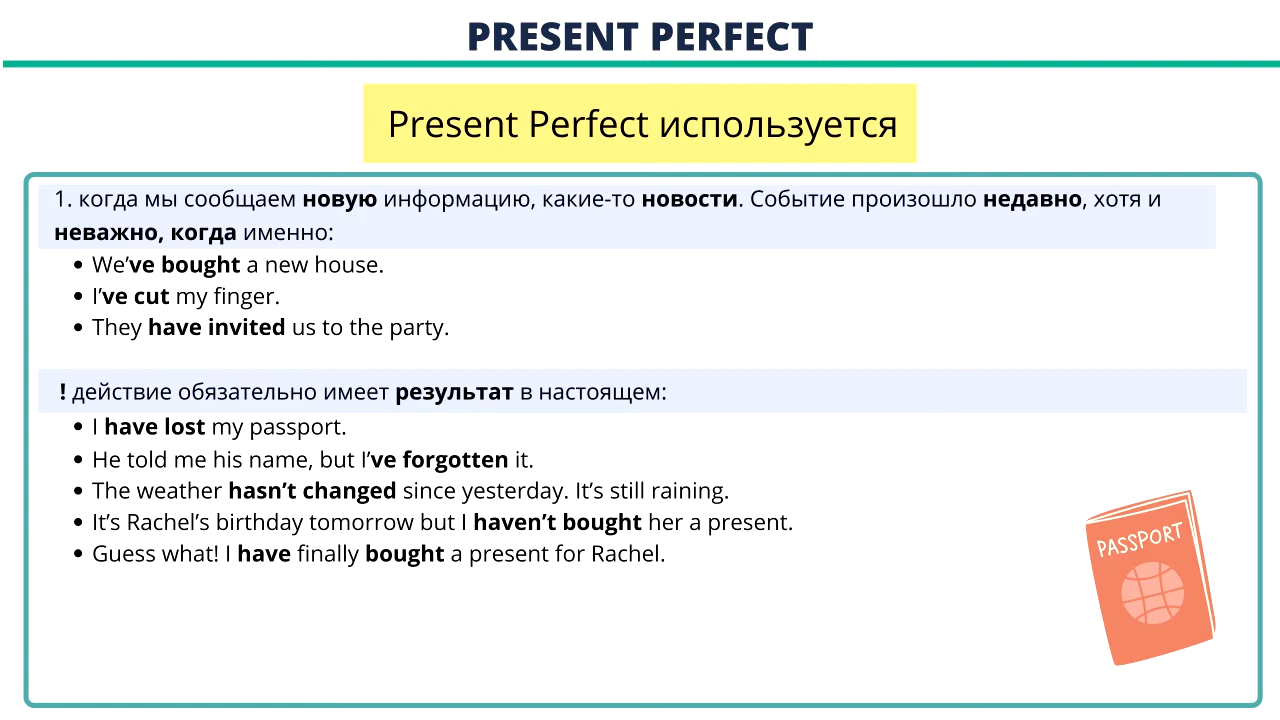 PRESENT PERFECT
Present Perfect используется
1. когда мы сообщаем новую информацию, какие-то новости. Событие произошло недавно, хотя и
неважно, когда именно:
• We’ve bought a new house.
• I’ve cut my finger.
• They have invited us to the party.
! действие обязательно имеет результат в настоящем:
• I have lost my passport.
• He told me his name, but I’ve forgotten it.
• The weather hasn’t changed since yesterday. It’s still raining.
• It’s Rachel’s birthday tomorrow but I haven’t bought her a present.
• Guess what! I have finally bought a present for Rachel.
PASSPORT